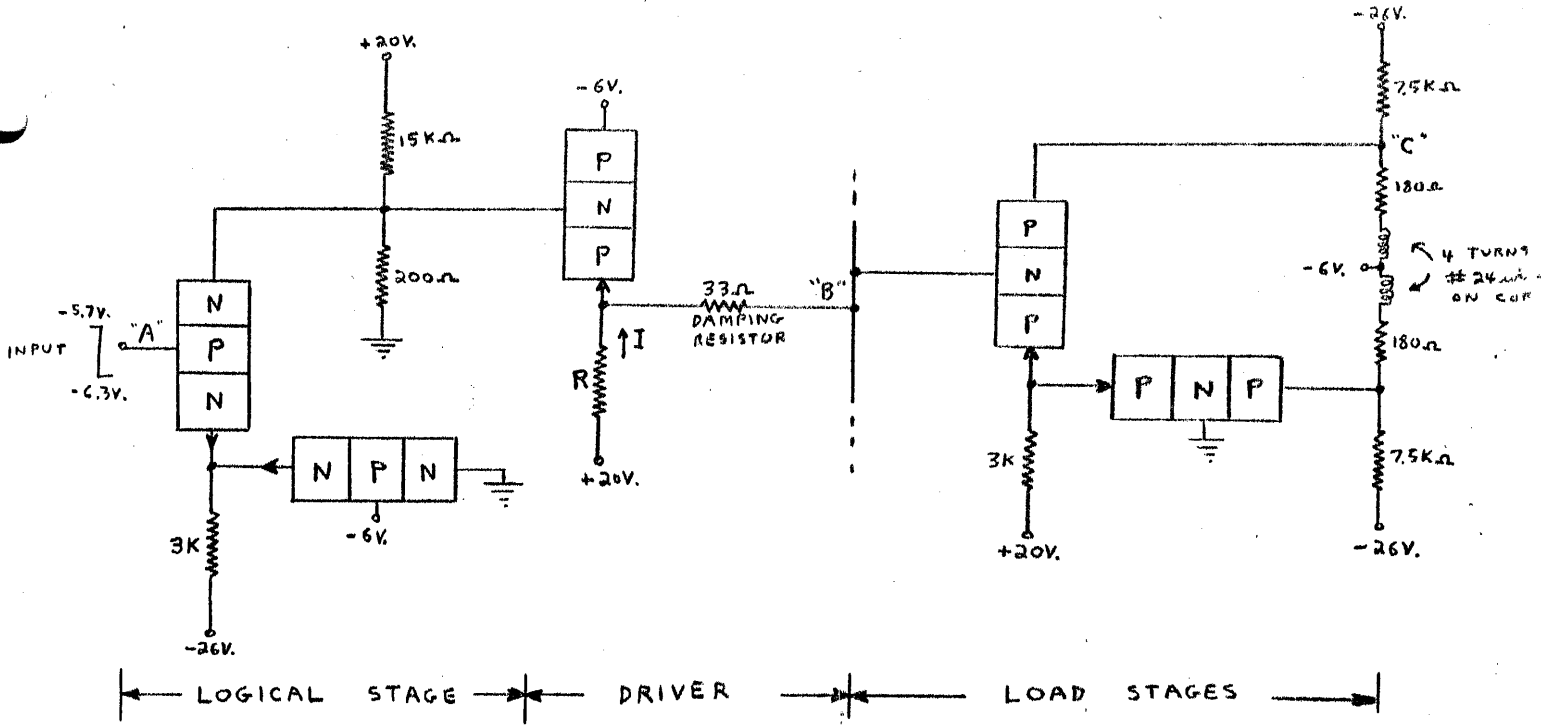 +20V.
15KΩ
200Ω
-5.7V.
"A"
INPUT
-6.3V.
N
P
N
N P N
-6V.
3K
-26V.
-6V.
P
N
P
33Ω
DAMPING
RESISTOR
"B"
I
R
+20V.
-26V.
7.5KΩ
"C"
180Ω
4 TURNS
#24
ON
-6V.
180Ω
P
N
P
P N P
3K
+20V.
7.5KΩ
-26V.
LOGICAL STAGE
DRIVER
LOAD STAGES